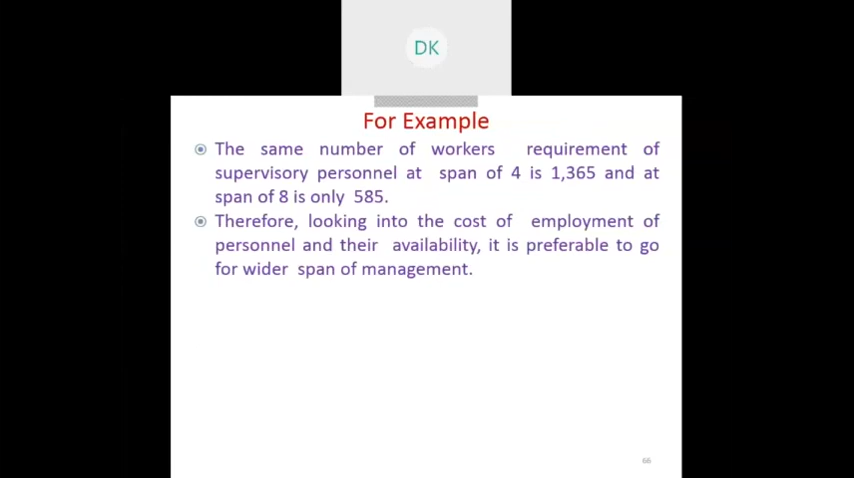 DK
For Example
The same number of workers requirement of
supervisory personnel at span of 4 is 1,365 and at
span of 8 is only 585.
Therefore, looking into the cost of employment of
personnel and their availability, it is preferable to go
for wider span of management.
66